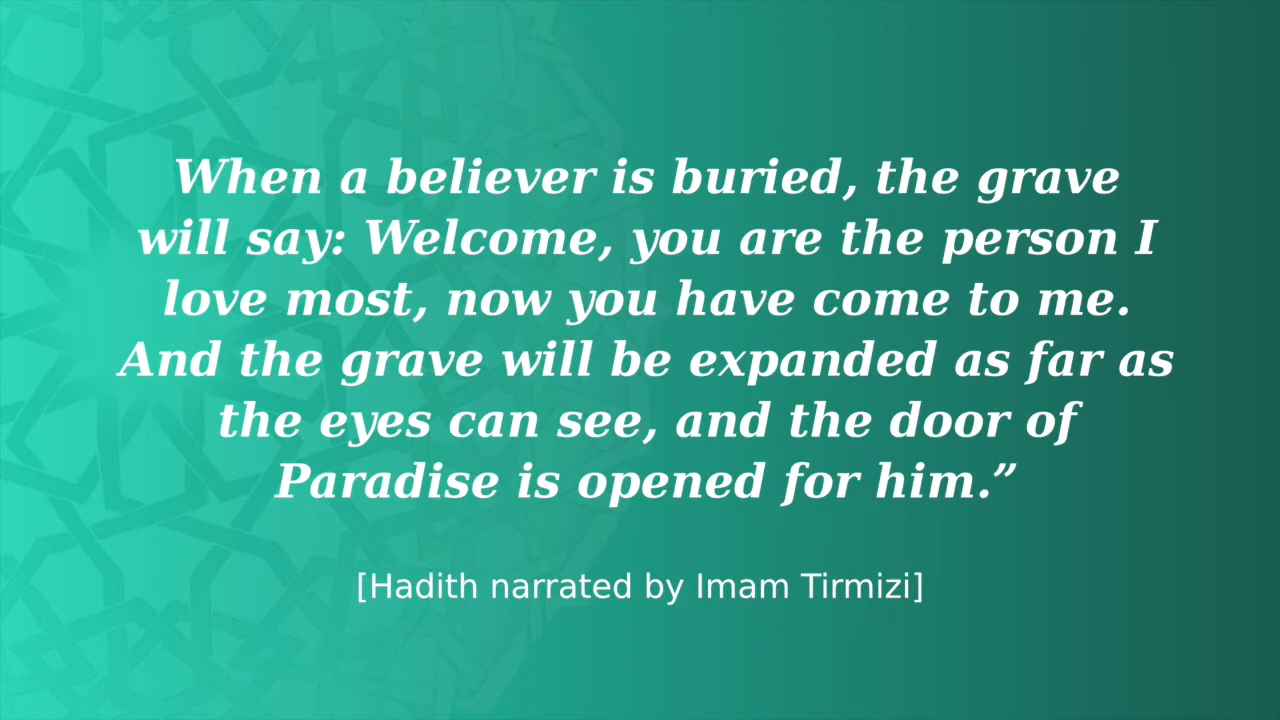 When a believer is buried, the grave
will say: Welcome, you are the person I
love most, now you have come to me.
And the grave will be expanded as far as
the eyes can see, and the door of
Paradise is opened for him.”
[Hadith narrated by Imam Tirmizi]